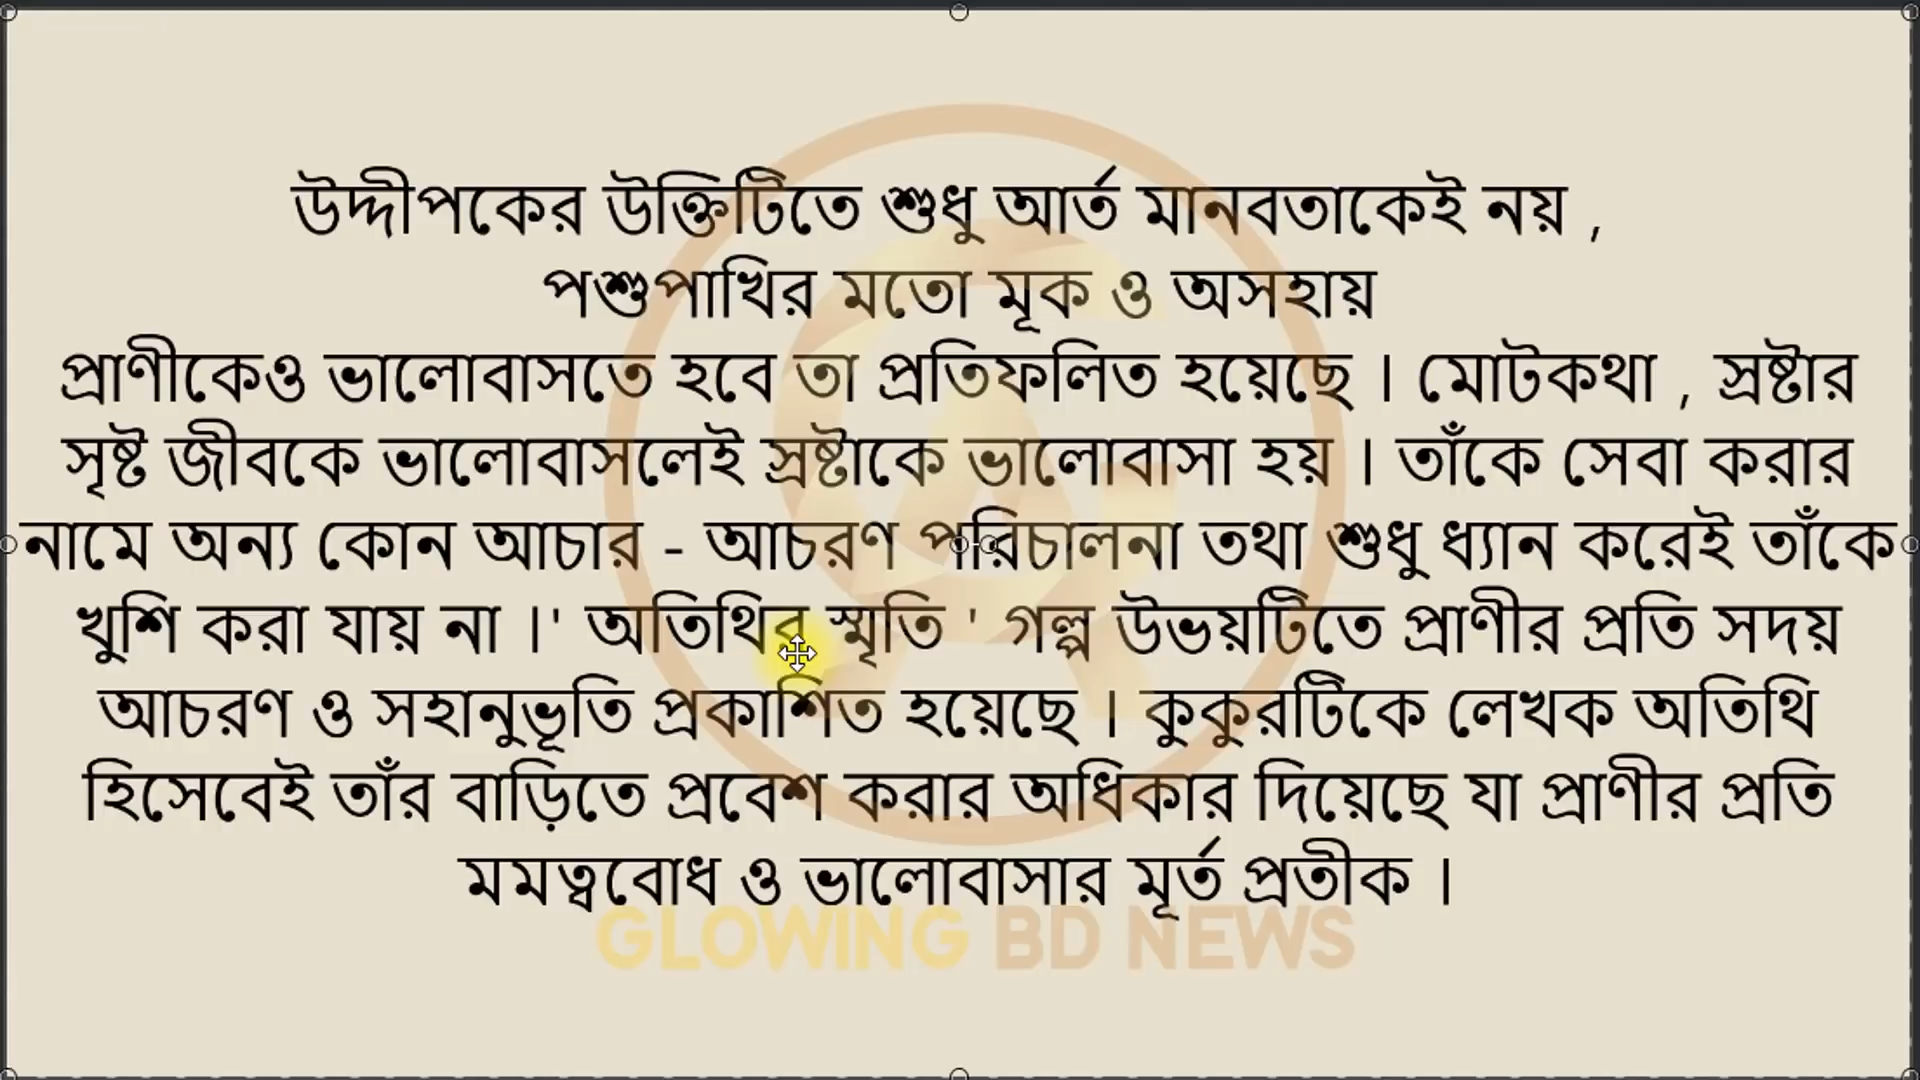 উদ্দীপকের উক্তিটিতে শুধু আর্ত মানবতাকেই নয় ,
পশুপাখির মতো মূক ও অসহায়
প্রাণীকেও ভালোবাসতে হবে তা প্রতিফলিত হয়েছে । মোটকথা , স্রষ্টার
সৃষ্ট জীবকে ভালোবাসলেই স্রষ্টাকে ভালোবাসা হয় । তাঁকে সেবা করার
নামে অন্য কোন আচার - আচরণ পরিচালনা তথা শুধু ধ্যান করেই তাঁকে
খুশি করা যায় না ।' অতিথির স্মৃতি ' গল্প উভয়টিতে প্রাণীর প্রতি সদয়
আচরণ ও সহানুভূতি প্রকাশিত হয়েছে । কুকুরটিকে লেখক অতিথি
হিসেবেই তাঁর বাড়িতে প্রবেশ করার অধিকার দিয়েছে যা প্রাণীর প্রতি
মমত্ববোধ ও ভালোবাসার মূর্ত প্রতীক ।
GLOWING BD NEWS